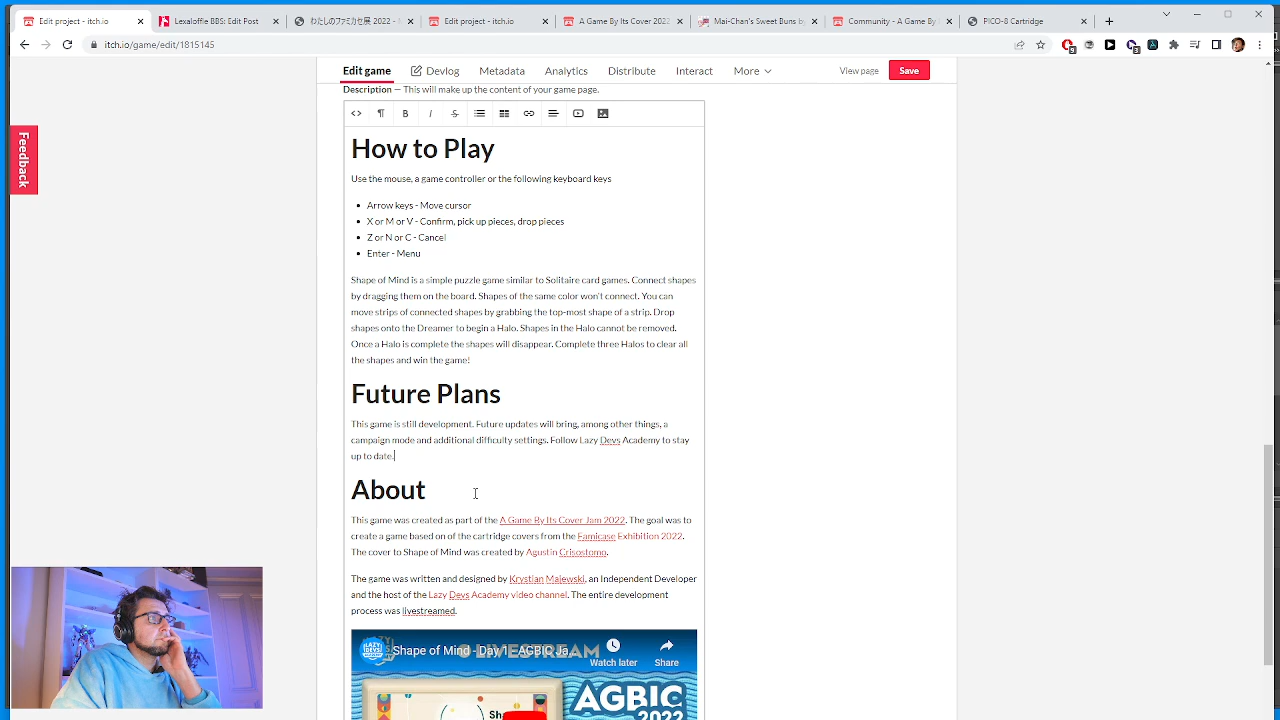 Edit project - itch.io
Lexaloffle BBS: Edit Post
わたしのファミカセ展 2022 -
Edit project - itch.io
A Game By Its Cover 2022
Mai-Chan's Sweet Buns b
Community - A Game By
PICO-8 Cartridge
itch.io/game/edit/1815145
Edit game
Devlog
Metadata
Analytics
Distribute
Interact
More
View page
Save
Description — This will make up the content of your game page.
Feedback
How to Play
Use the mouse, a game controller or the following keyboard keys
• Arrow keys - Move cursor
• X or M or V - Confirm, pick up pieces, drop pieces
• Z or N or C - Cancel
• Enter - Menu
Shape of Mind is a simple puzzle game similar to Solitaire card games. Connect shapes
by dragging them on the board. Shapes of the same color won't connect. You can
move strips of connected shapes by grabbing the top-most shape of a strip. Drop
shapes onto the Dreamer to begin a Halo. Shapes in the Halo cannot be removed.
Once a Halo is complete the shapes will disappear. Complete three Halos to clear all
the shapes and win the game!
Future Plans
This game is still development. Future updates will bring, among other things, a
campaign mode and additional difficulty settings. Follow Lazy Devs Academy to stay
up to date.
About
This game was created as part of the A Game By Its Cover Jam 2022. The goal was to
create a game based on of the cartridge covers from the Famicase Exhibition 2022.
The cover to Shape of Mind was created by Agustin Crisostomo.
The game was written and designed by Krystian Majewski, an Independent Developer
and the host of the Lazy Devs Academy video channel. The entire development
process was livestreamed.
LAZY DEVS
Shape of Mind - Day 1 - AGBIC Ja
LIVESTREAM
Watch later
Share
AGBIC
2022
Sh